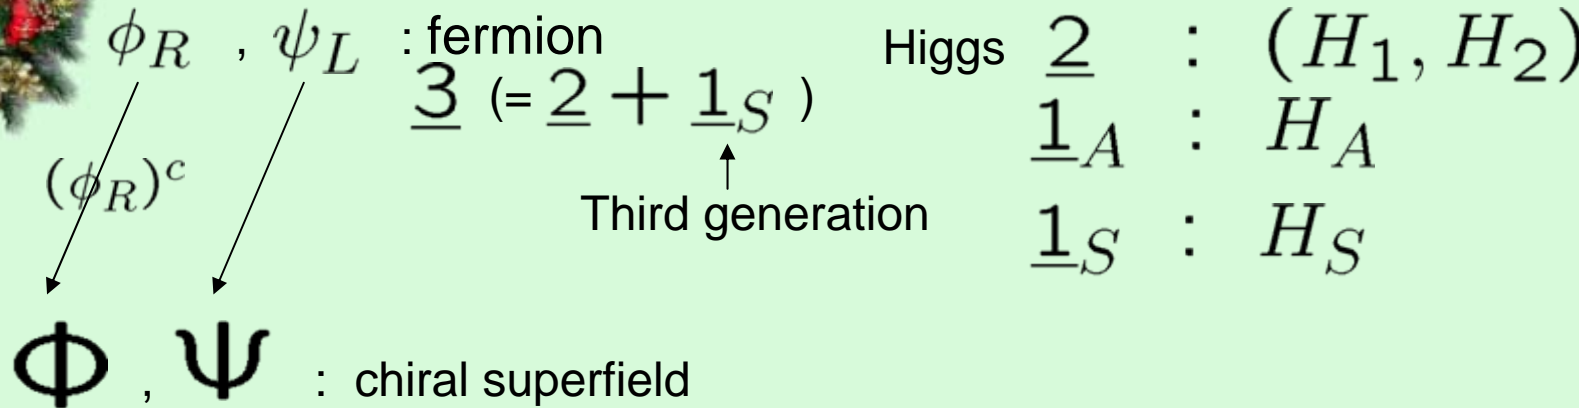 ϕ_R , ψ_L : fermion
3 (= 2 + 1_S )
Third generation
(ϕ_R)^c
Φ , Ψ : chiral superfield
Higgs 2 : (H_1, H_2)
1_A : H_A
1_S : H_S